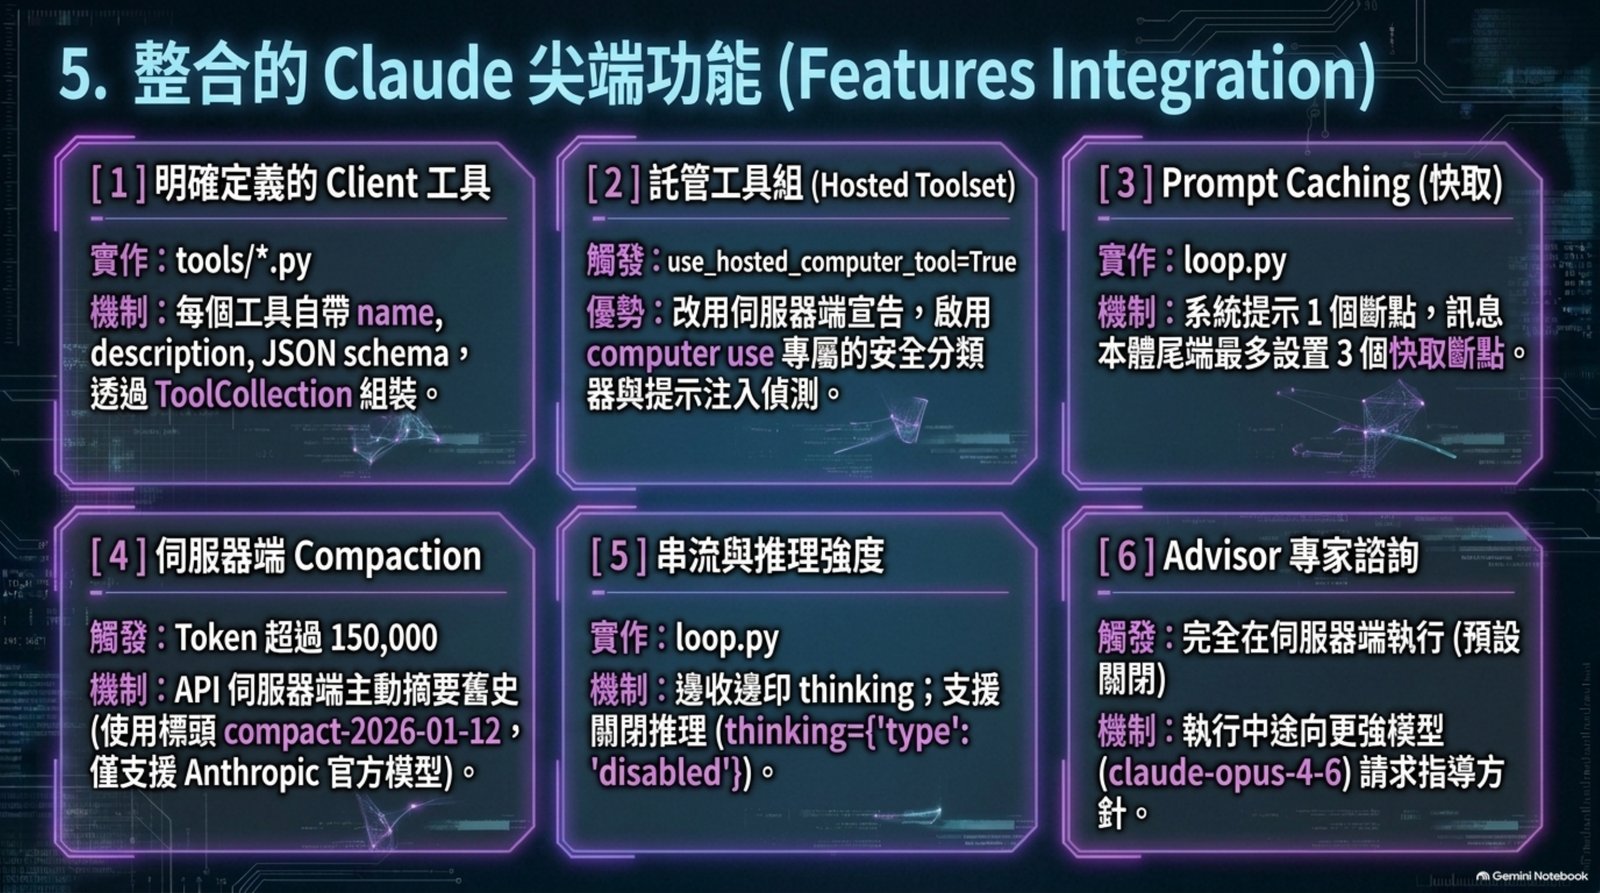 5. 整合的 Claude 尖端功能 (Features Integration)
[ 1 ] 明確定義的 Client 工具
實作：tools/*.py
機制：每個工具自帶 name,
description, JSON schema，
透過 ToolCollection 組裝。
[ 2 ] 託管工具組 (Hosted Toolset)
觸發：use_hosted_computer_tool=True
優勢：改用伺服器端宣告，啟用
computer use 專屬的安全分類
器與提示注入偵測。
[ 3 ] Prompt Caching (快取)
實作：loop.py
機制：系統提示 1 個斷點，訊息
本體尾端最多設置 3 個快取斷點。
[ 4 ] 伺服器端 Compaction
觸發：Token 超過 150,000
機制：API 伺服器端主動摘要舊史
(使用標頭 compact-2026-01-12，
僅支援 Anthropic 官方模型)。
[ 5 ] 串流與推理強度
實作：loop.py
機制：邊收邊印 thinking；支援
關閉推理 (thinking={'type':
'disabled'})。
[ 6 ] Advisor 專家諮詢
觸發：完全在伺服器端執行 (預設
關閉)
機制：執行中途向更強模型
(claude-opus-4-6) 請求指導方
針。
Gemini Notebook